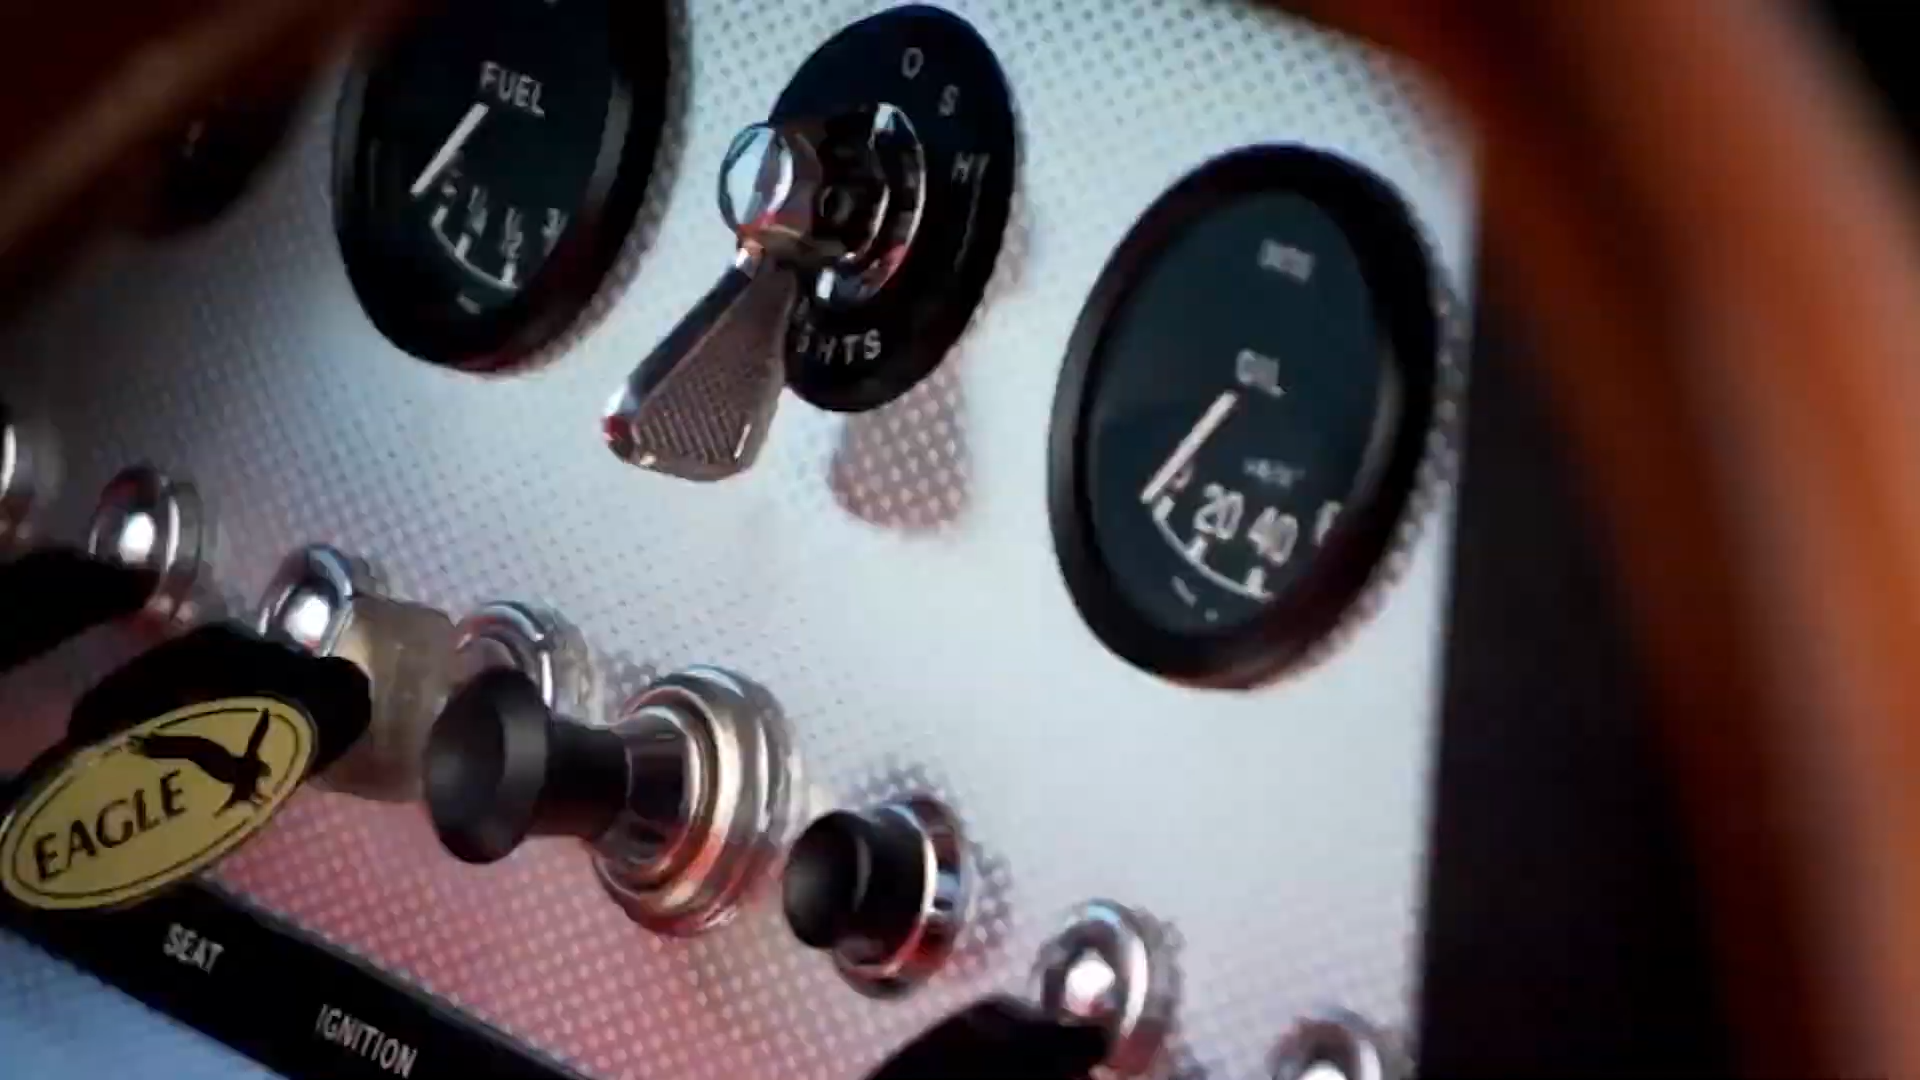 FUEL
¼ ½
O
S
GHTS
OIL
20 40
EAGLE
SEAT
IGNITION